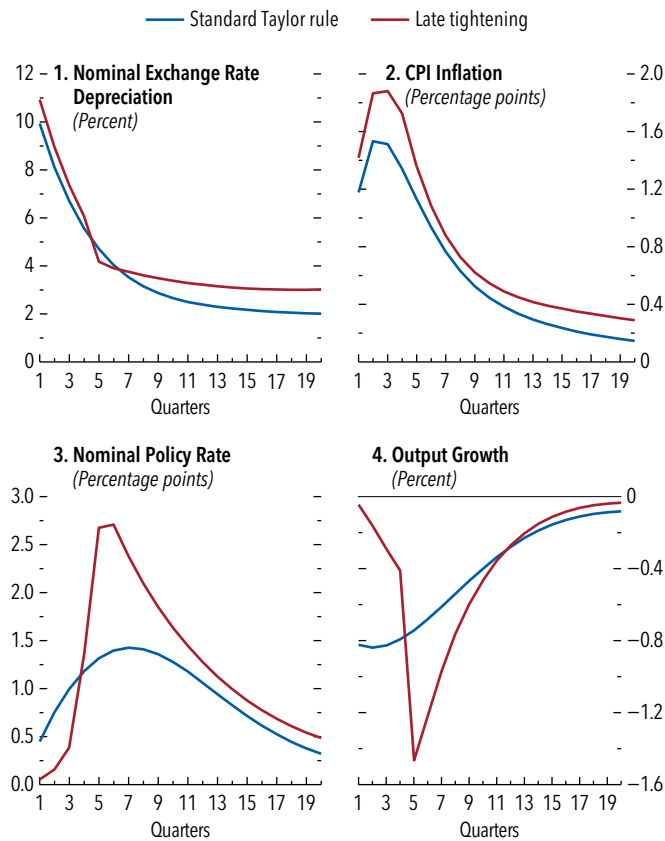 Standard Taylor rule Late tightening
1. Nominal Exchange Rate
Depreciation
(Percent)
12
10
8
6
4
2
0
1 3 5 7 9 11 13 15 17 19
Quarters
2. CPI Inflation
(Percentage points)
2.0
1.6
1.2
0.8
0.4
0
1 3 5 7 9 11 13 15 17 19
Quarters
3. Nominal Policy Rate
(Percentage points)
3.0
2.5
2.0
1.5
1.0
0.5
0.0
1 3 5 7 9 11 13 15 17 19
Quarters
4. Output Growth
(Percent)
0
–0.4
–0.8
–1.2
–1.6
1 3 5 7 9 11 13 15 17 19
Quarters